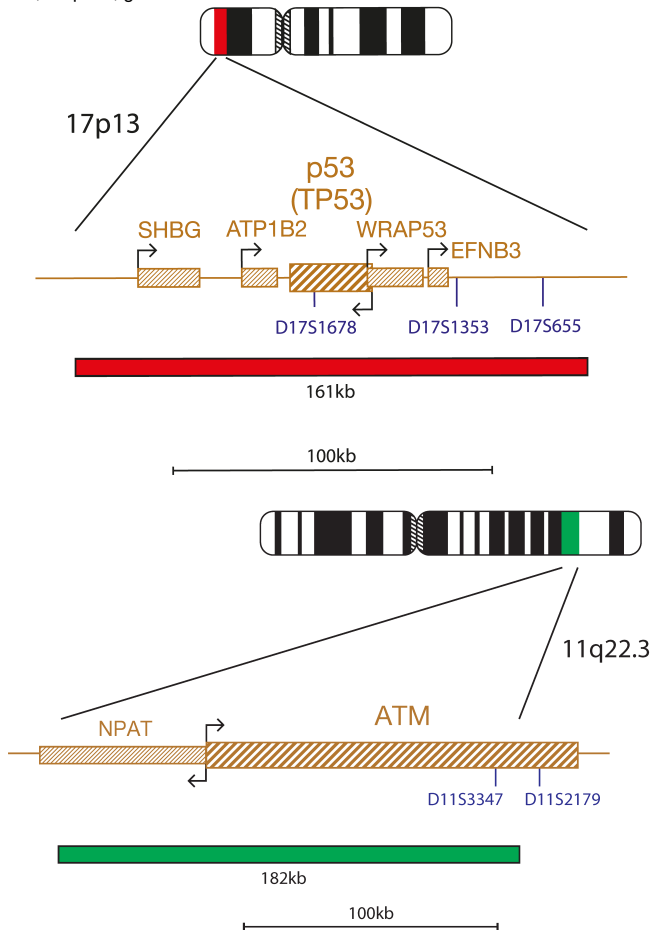 17p13
p53
(TP53)
SHBG
ATP1B2
WRAP53
EFNB3
D17S1678
D17S1353
D17S655
161kb
100kb
11q22.3
NPAT
ATM
D11S3347
D11S2179
182kb
100kb